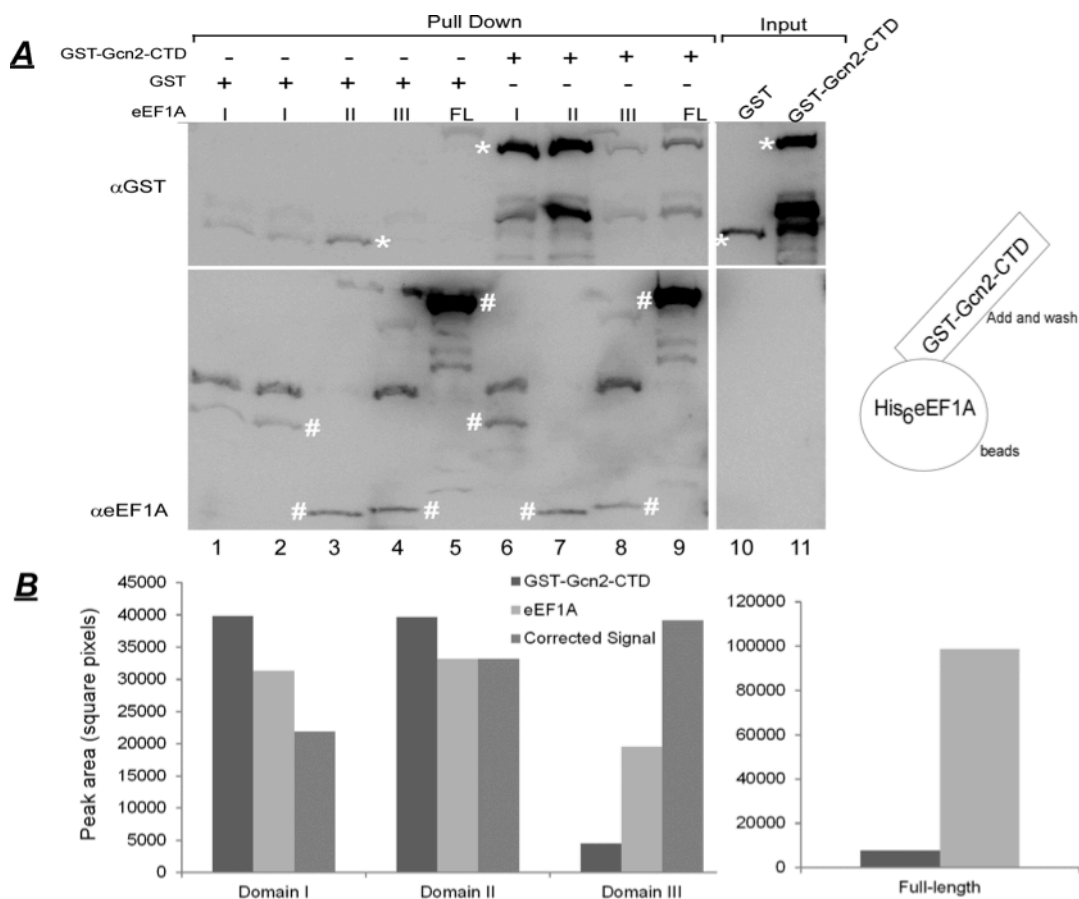 A
Pull Down
Input
GST-Gcn2-CTD - - - - - + + + +
GST + + + + + - - - -
eEF1A I I II III FL I II III FL
GST
GST-Gcn2-CTD
αGST
* * * *
αeEF1A
# # # # # # # # #
1 2 3 4 5 6 7 8 9 10 11
GST-Gcn2-CTD
Add and wash
His6eEF1A
beads
B
Peak area (square pixels)
45000
40000
35000
30000
25000
20000
15000
10000
5000
0
GST-Gcn2-CTD
eEF1A
Corrected Signal
Domain I
Domain II
Domain III
120000
100000
80000
60000
40000
20000
0
Full-length